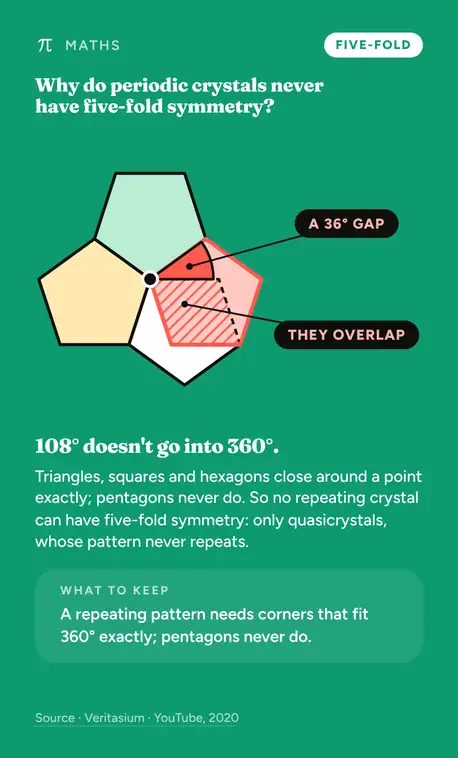 π MATHS
FIVE-FOLD
Why do periodic crystals never
have five-fold symmetry?
A 36° GAP
THEY OVERLAP
108° doesn't go into 360°.
Triangles, squares and hexagons close around a point
exactly; pentagons never do. So no repeating crystal
can have five-fold symmetry: only quasicrystals,
whose pattern never repeats.
WHAT TO KEEP
A repeating pattern needs corners that fit
360° exactly; pentagons never do.
Source · Veritasium · YouTube, 2020